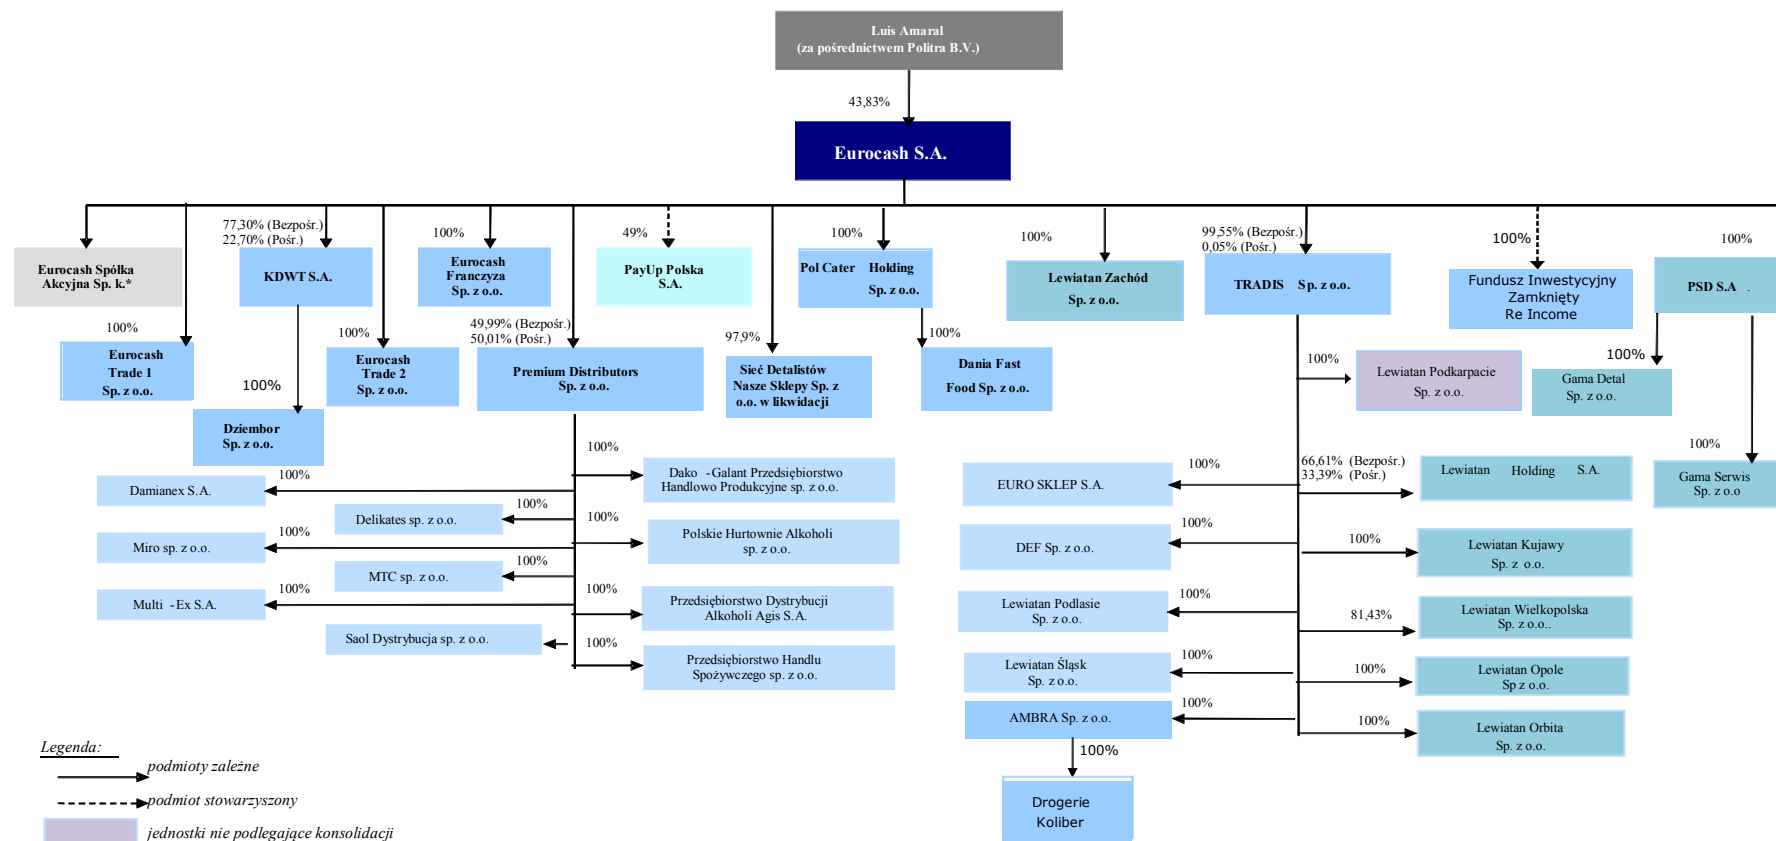 Luis Amaral
(za pośrednictwem Politra B.V.)
43,83%
Eurocash S.A.
77,30% (Bezpośr.)
22,70% (Pośr.)
100%
49%
100%
100%
99,55% (Bezpośr.)
0,05% (Pośr.)
100%
100%
Eurocash Spółka
Akcyjna Sp. k.*
KDWT S.A.
Eurocash
Franczyza
Sp. z o.o.
PayUp Polska
S.A.
Pol Cater Holding
Sp. z o.o.
Lewiatan Zachód
Sp. z o.o.
TRADIS Sp. z o.o.
Fundusz Inwestycyjny
Zamknięty
Re Income
PSD S.A .
100%
100%
49,99% (Bezpośr.)
50,01% (Pośr.)
97,9%
100%
100%
100%
Eurocash
Trade 1
Sp. z o.o.
Eurocash
Trade 2
Sp. z o.o.
Premium Distributors
Sp. z o.o.
Sieć Detalistów
Nasze Sklepy Sp. z
o.o. w likwidacji
Dania Fast
Food Sp. z o.o.
Lewiatan Podkarpacie
Sp. z o.o.
Gama Detal
Sp. z o.o.
100%
Dziembor
Sp. z o.o.
100%
Dako -Galant Przedsiębiorstwo
Handlowo Produkcyjne sp. z o.o.
100%
Damianex S.A.
100%
EURO SKLEP S.A.
66,61% (Bezpośr.)
33,39% (Pośr.)
Lewiatan Holding S.A.
100%
Gama Serwis
Sp. z o.o
Delikates sp. z o.o.
100%
100%
Polskie Hurtownie Alkoholi
sp. z o.o.
100%
Miro sp. z o.o.
100%
DEF Sp. z o.o.
100%
Lewiatan Kujawy
Sp. z o.o.
MTC sp. z o.o.
100%
100%
Przedsiębiorstwo Dystrybucji
Alkoholi Agis S.A.
100%
Multi -Ex S.A.
100%
Lewiatan Podlasie
Sp. z o.o.
81,43%
Lewiatan Wielkopolska
Sp. z o.o..
Saol Dystrybucja sp. z o.o.
100%
Przedsiębiorstwo Handlu
Spożywczego sp. z o.o.
Lewiatan Śląsk
Sp. z o.o.
100%
100%
Lewiatan Opole
Sp z o.o.
AMBRA Sp. z o.o.
100%
100%
Lewiatan Orbita
Sp. z o.o.
100%
Drogerie
Koliber
Legenda:
podmioty zależne
podmiot stowarzyszony
jednostki nie podlegające konsolidacji